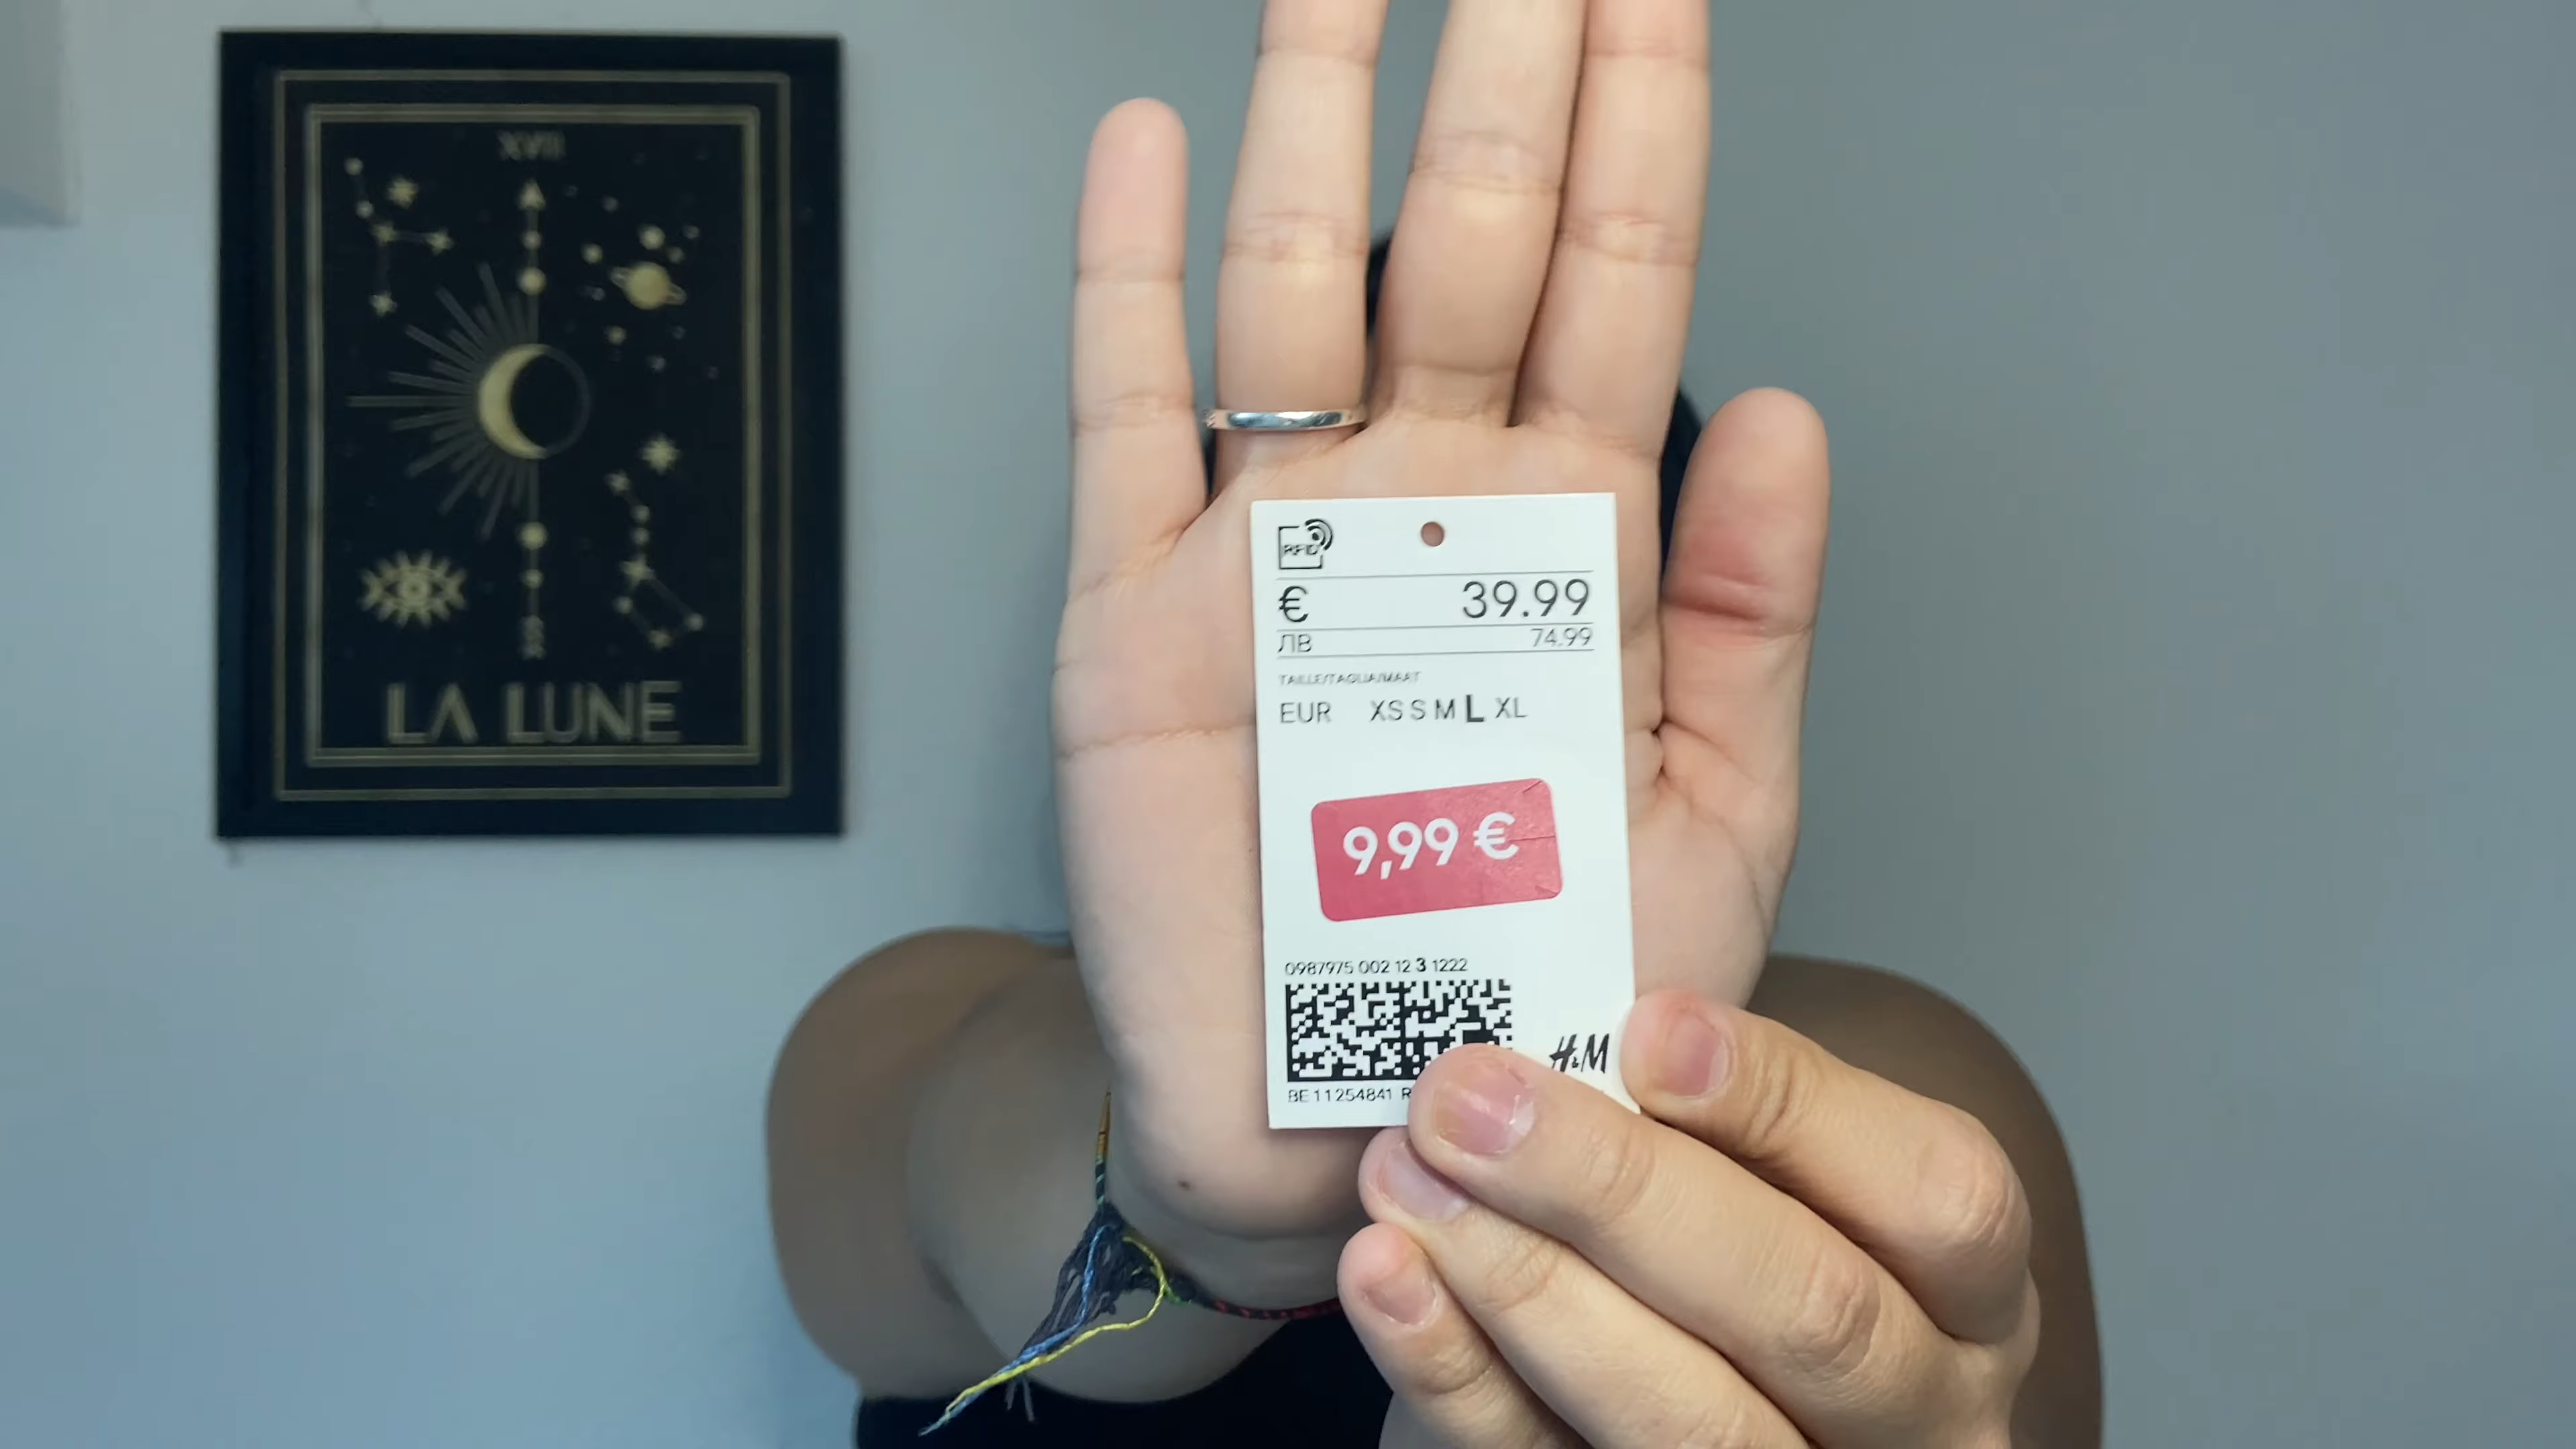 XVII
LA LUNE
RFID
€ 39.99
ЛВ 74.99
TAILLE/TAGLIA/MAAT
EUR XS S M L XL
9,99 €
0987975 002 12 3 1222
H&M
BE 11254841 R